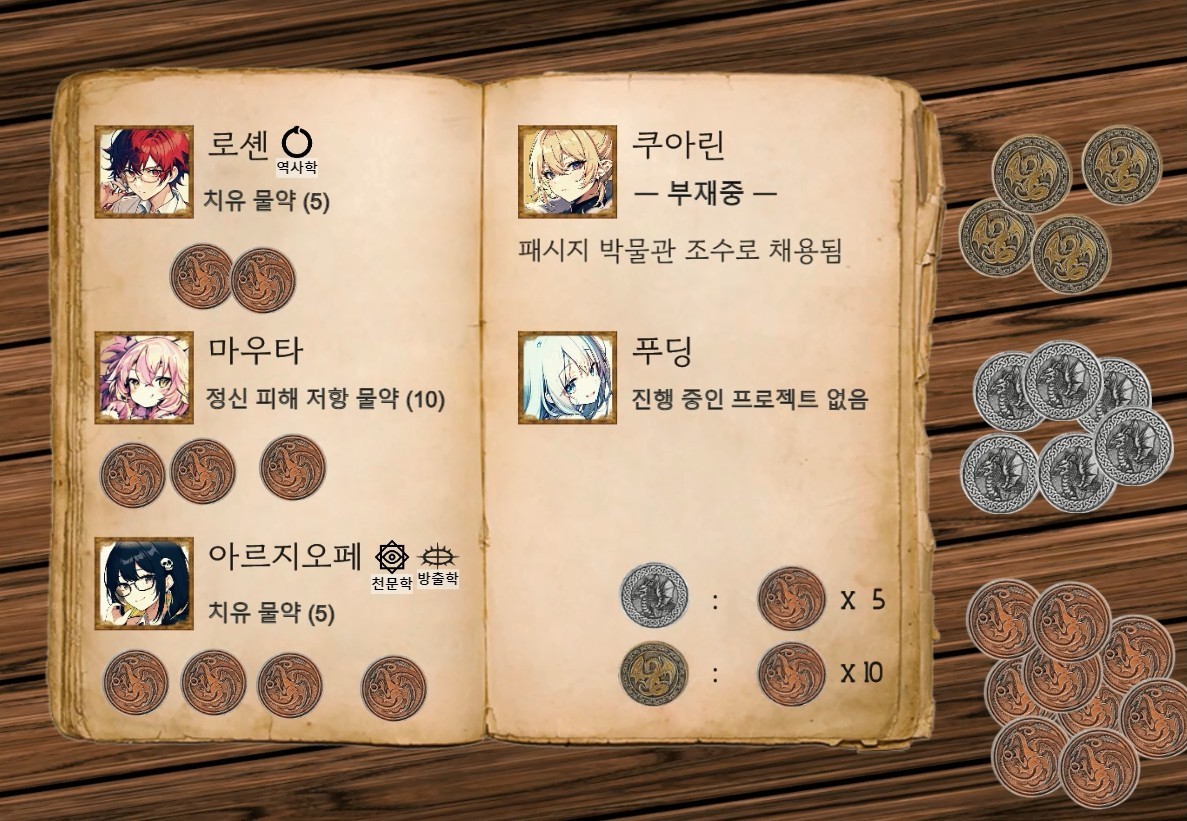 로셴
역사학
치유 물약 (5)
마우타
정신 피해 저항 물약 (10)
아르지오페
천문학
방출학
치유 물약 (5)
쿠아린
— 부재중 —
패시지 박물관 조수로 채용됨
푸딩
진행 중인 프로젝트 없음
: X 5
: X 10